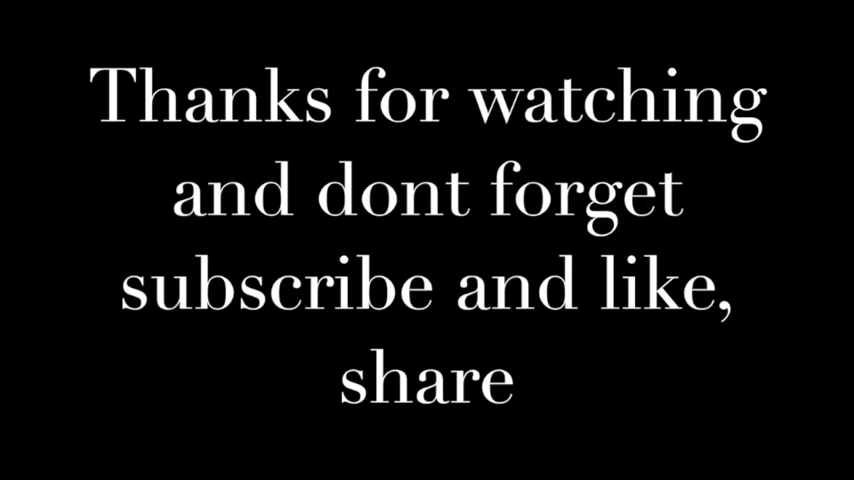 Thanks for watching
and dont forget
subscribe and like,
share